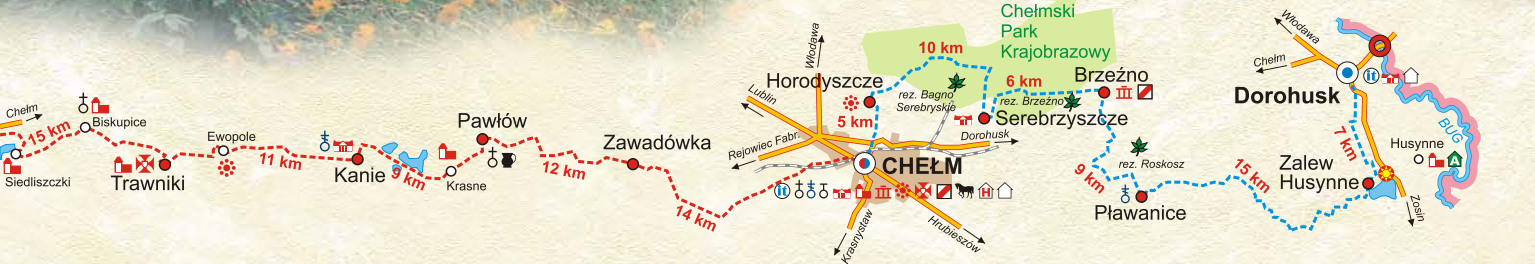 Chełm
15 km
Biskupice
Siedliszczki
Trawniki
Ewopole
11 km
Kanie
9 km
Krasne
Pawłów
12 km
Zawadówka
14 km
Włodawa
Lublin
Rejowiec Fabr.
Horodyszcze
5 km
10 km
Chełmski
Park
Krajobrazowy
rez. Bagno
Serebryskie
6 km
rez. Brzeźno
Serebrzyszcze
Brzeźno
Dorohusk
CHEŁM
it
H
Krasnystaw
Hrubieszów
rez. Roskosz
9 km
Pławanice
15 km
Włodawa
Chełm
Dorohusk
it
7 km
BUG
Husynne
A
Zalew
Husynne
Zosin